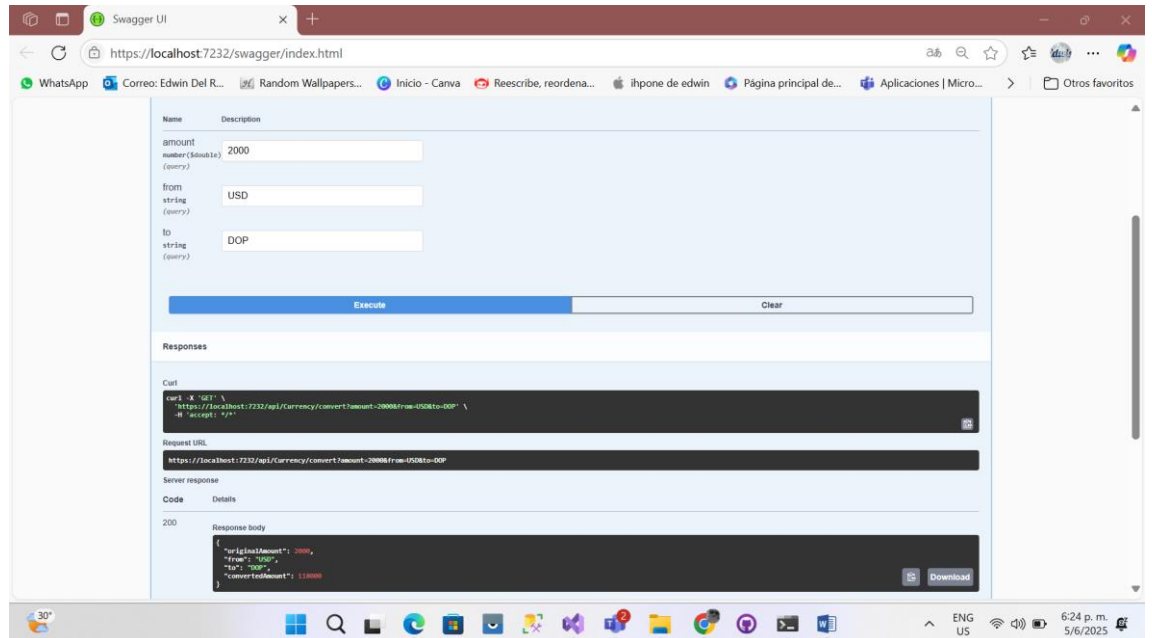 Swagger UI
https://localhost:7232/swagger/index.html
WhatsApp Correo: Edwin Del R... Random Wallpapers... Inicio - Canva Reescribe, reordena... ihpone de edwin Página principal de... Aplicaciones | Micro... Otros favoritos
Name Description
amount
number($double)
(query)
2000
from
string
(query)
USD
to
string
(query)
DOP
Execute Clear
Responses
Curl
curl -X 'GET' \
'https://localhost:7232/api/Currency/convert?amount=2000&from=USD&to=DOP' \
-H 'accept: */*'
Request URL
https://localhost:7232/api/Currency/convert?amount=2000&from=USD&to=DOP
Server response
Code Details
200
Response body
{
"originalAmount": 2000,
"from": "USD",
"to": "DOP",
"convertedAmount": 118000
}
Download
30°
ENG
US
6:24 p. m.
5/6/2025